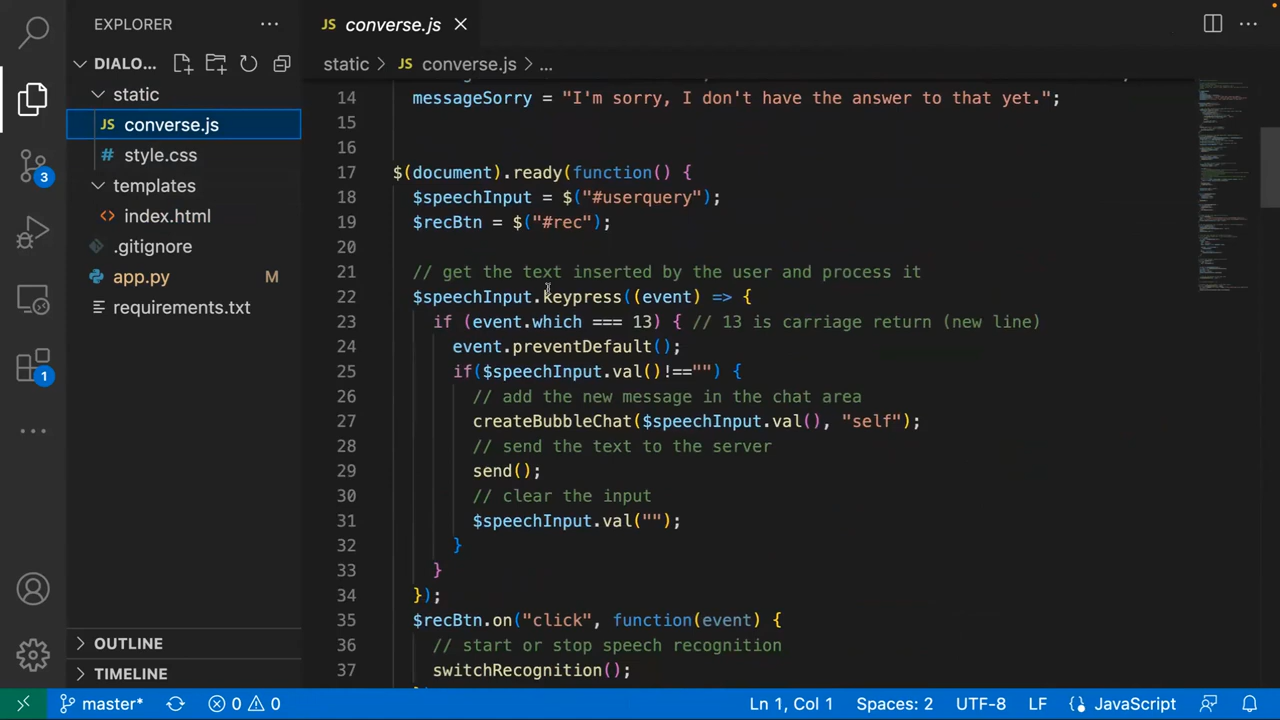 EXPLORER
JS converse.js
DIALO...
static > JS converse.js > ...
static
JS converse.js
# style.css
templates
<> index.html
.gitignore
app.py M
requirements.txt
3
1
OUTLINE
TIMELINE
14 messageSorry = "I'm sorry, I don't have the answer to that yet.";
15
16
17 $(document).ready(function() {
18 $speechInput = $("#userquery");
19 $recBtn = $("#rec");
20
21 // get the text inserted by the user and process it
22 $speechInput.keypress((event) => {
23 if (event.which === 13) { // 13 is carriage return (new line)
24 event.preventDefault();
25 if($speechInput.val()!=="") {
26 // add the new message in the chat area
27 createBubbleChat($speechInput.val(), "self");
28 // send the text to the server
29 send();
30 // clear the input
31 $speechInput.val("");
32 }
33 }
34 });
35 $recBtn.on("click", function(event) {
36 // start or stop speech recognition
37 switchRecognition();
master* 0 0 Ln 1, Col 1 Spaces: 2 UTF-8 LF {} JavaScript